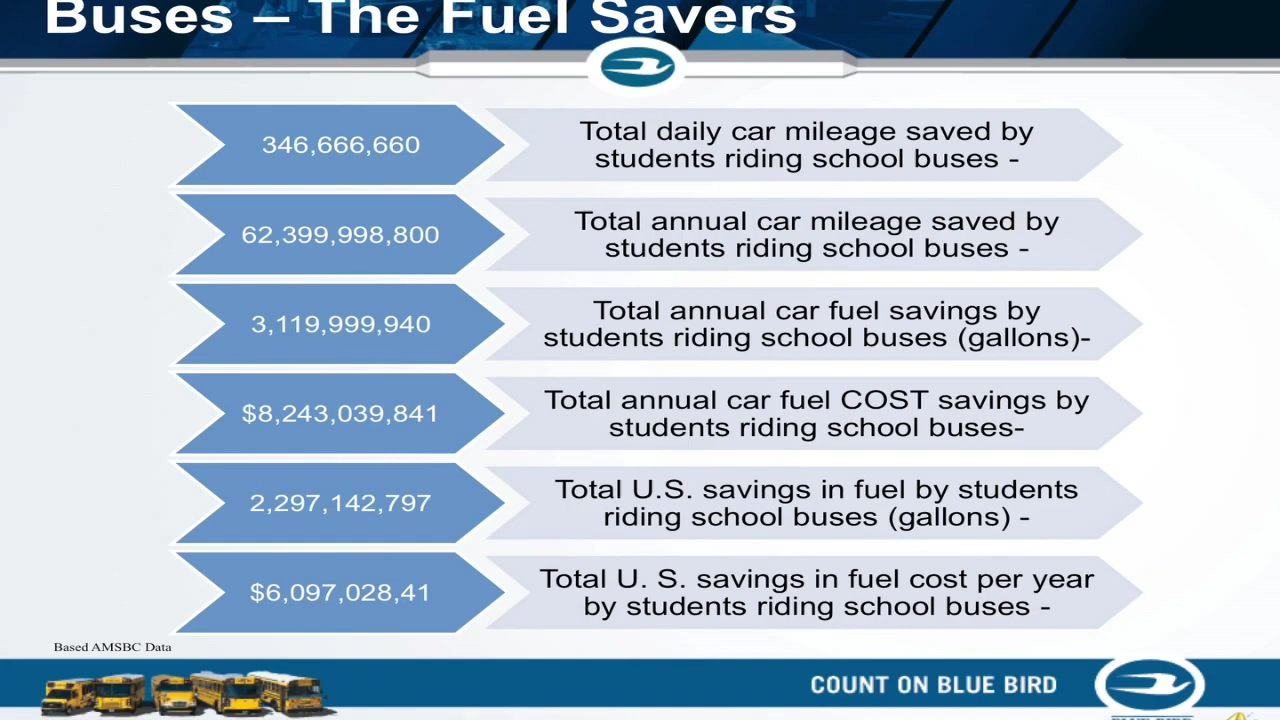 Buses – The Fuel Savers
346,666,660
Total daily car mileage saved by
students riding school buses -
62,399,998,800
Total annual car mileage saved by
students riding school buses -
3,119,999,940
Total annual car fuel savings by
students riding school buses (gallons)-
$8,243,039,841
Total annual car fuel COST savings by
students riding school buses-
2,297,142,797
Total U.S. savings in fuel by students
riding school buses (gallons) -
$6,097,028,41
Total U. S. savings in fuel cost per year
by students riding school buses -
Based AMSBC Data
COUNT ON BLUE BIRD
BLUE BIRD